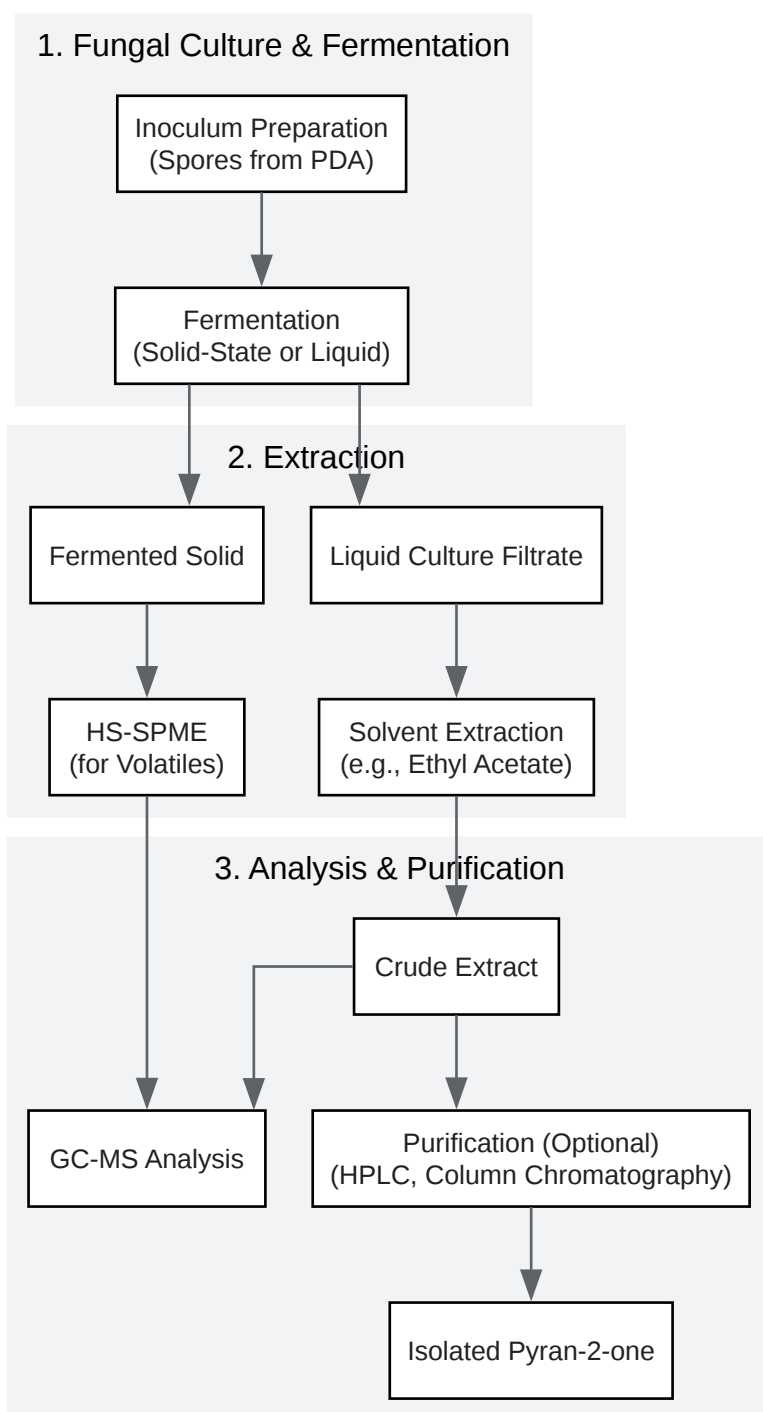 1. Fungal Culture & Fermentation
Inoculum Preparation
(Spores from PDA)
Fermentation
(Solid-State or Liquid)
2. Extraction
Fermented Solid
Liquid Culture Filtrate
HS-SPME
(for Volatiles)
Solvent Extraction
(e.g., Ethyl Acetate)
3. Analysis & Purification
Crude Extract
GC-MS Analysis
Purification (Optional)
(HPLC, Column Chromatography)
Isolated Pyran-2-one